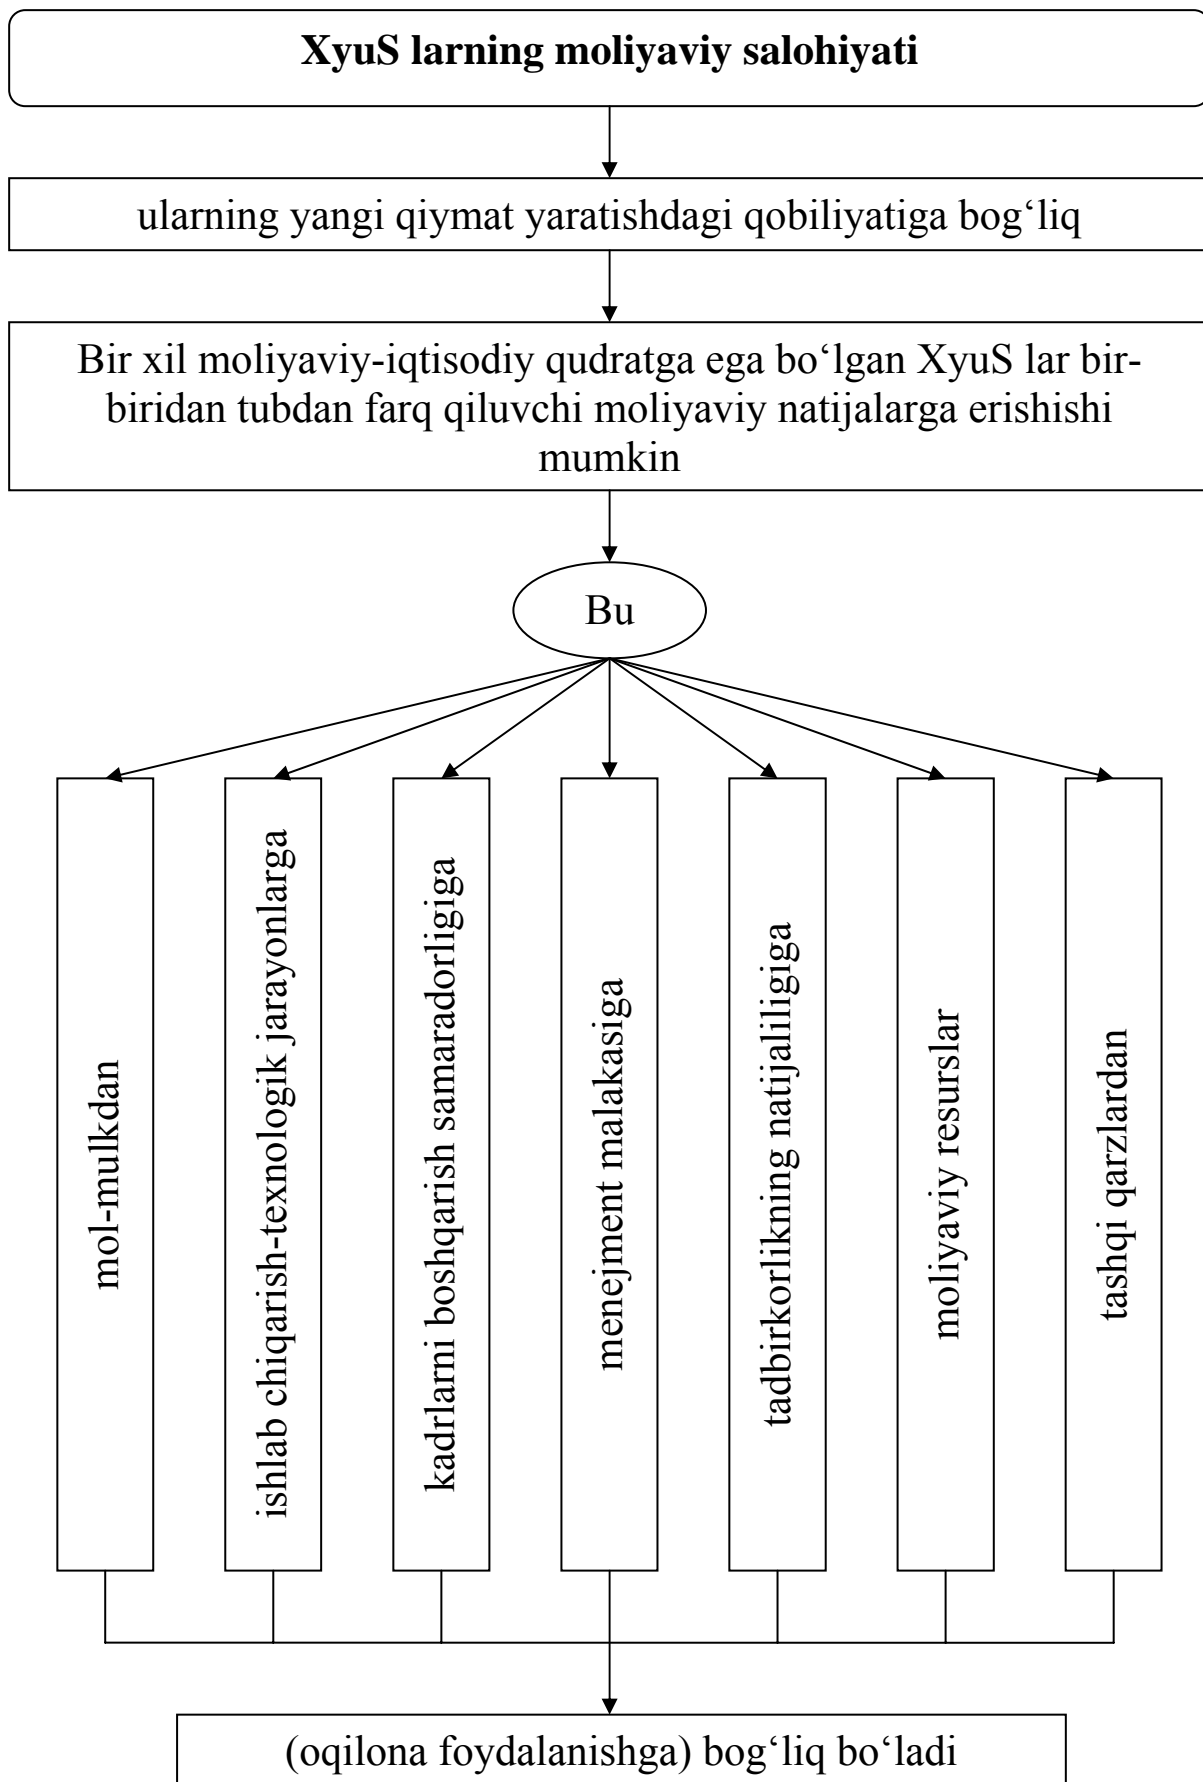 XyuS larning moliyaviy salohiyati
ularning yangi qiymat yaratishdagi qobiliyatiga bog‘liq
Bir xil moliyaviy-iqtisodiy qudratga ega bo‘lgan XyuS lar bir-
biridan tubdan farq qiluvchi moliyaviy natijalarga erishishi
mumkin
Bu
mol-mulkdan
ishlab chiqarish-texnologik jarayonlarga
kadrlarni boshqarish samaradorligiga
menejment malakasiga
tadbirkorlikning natijaliligiga
moliyaviy resurslar
tashqi qarzlardan
(oqilona foydalanishga) bog‘liq bo‘ladi